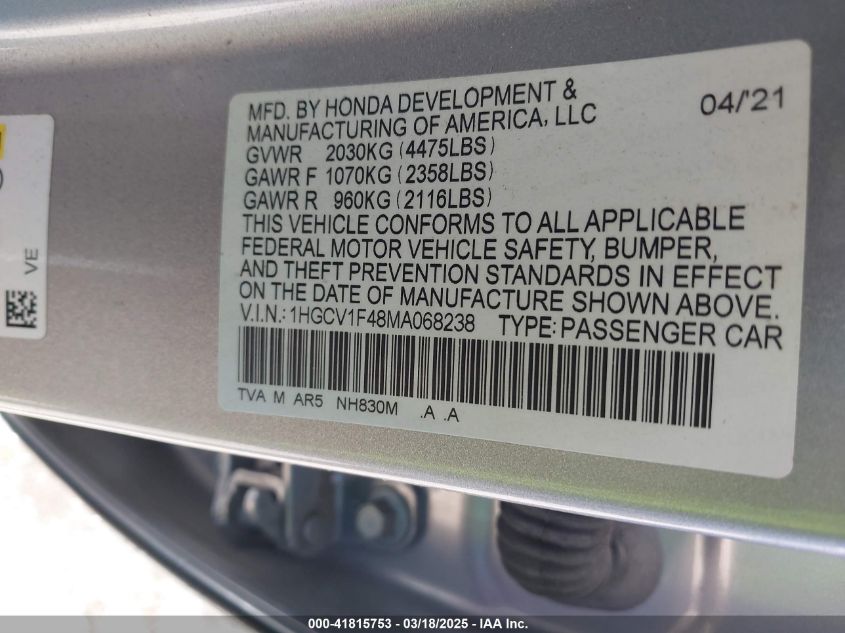 MFD. BY HONDA DEVELOPMENT &
MANUFACTURING OF AMERICA, LLC
04/'21
GVWR 2030KG (4475LBS)
GAWR F 1070KG (2358LBS)
GAWR R 960KG (2116LBS)
THIS VEHICLE CONFORMS TO ALL APPLICABLE
FEDERAL MOTOR VEHICLE SAFETY, BUMPER,
AND THEFT PREVENTION STANDARDS IN EFFECT
ON THE DATE OF MANUFACTURE SHOWN ABOVE.
V.I.N.: 1HGCV1F48MA068238 TYPE: PASSENGER CAR
TVA M AR5 NH830M .A .A
VE
000-41815753 - 03/18/2025 - IAA Inc.